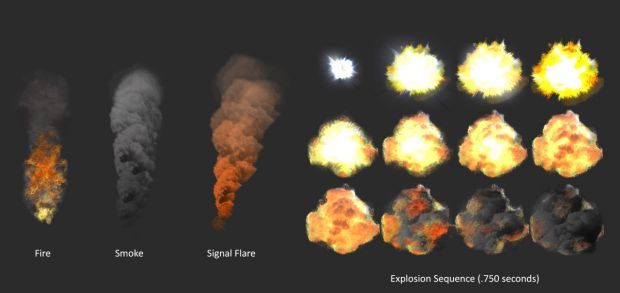 Fire
Smoke
Signal Flare
Explosion Sequence (.750 seconds)